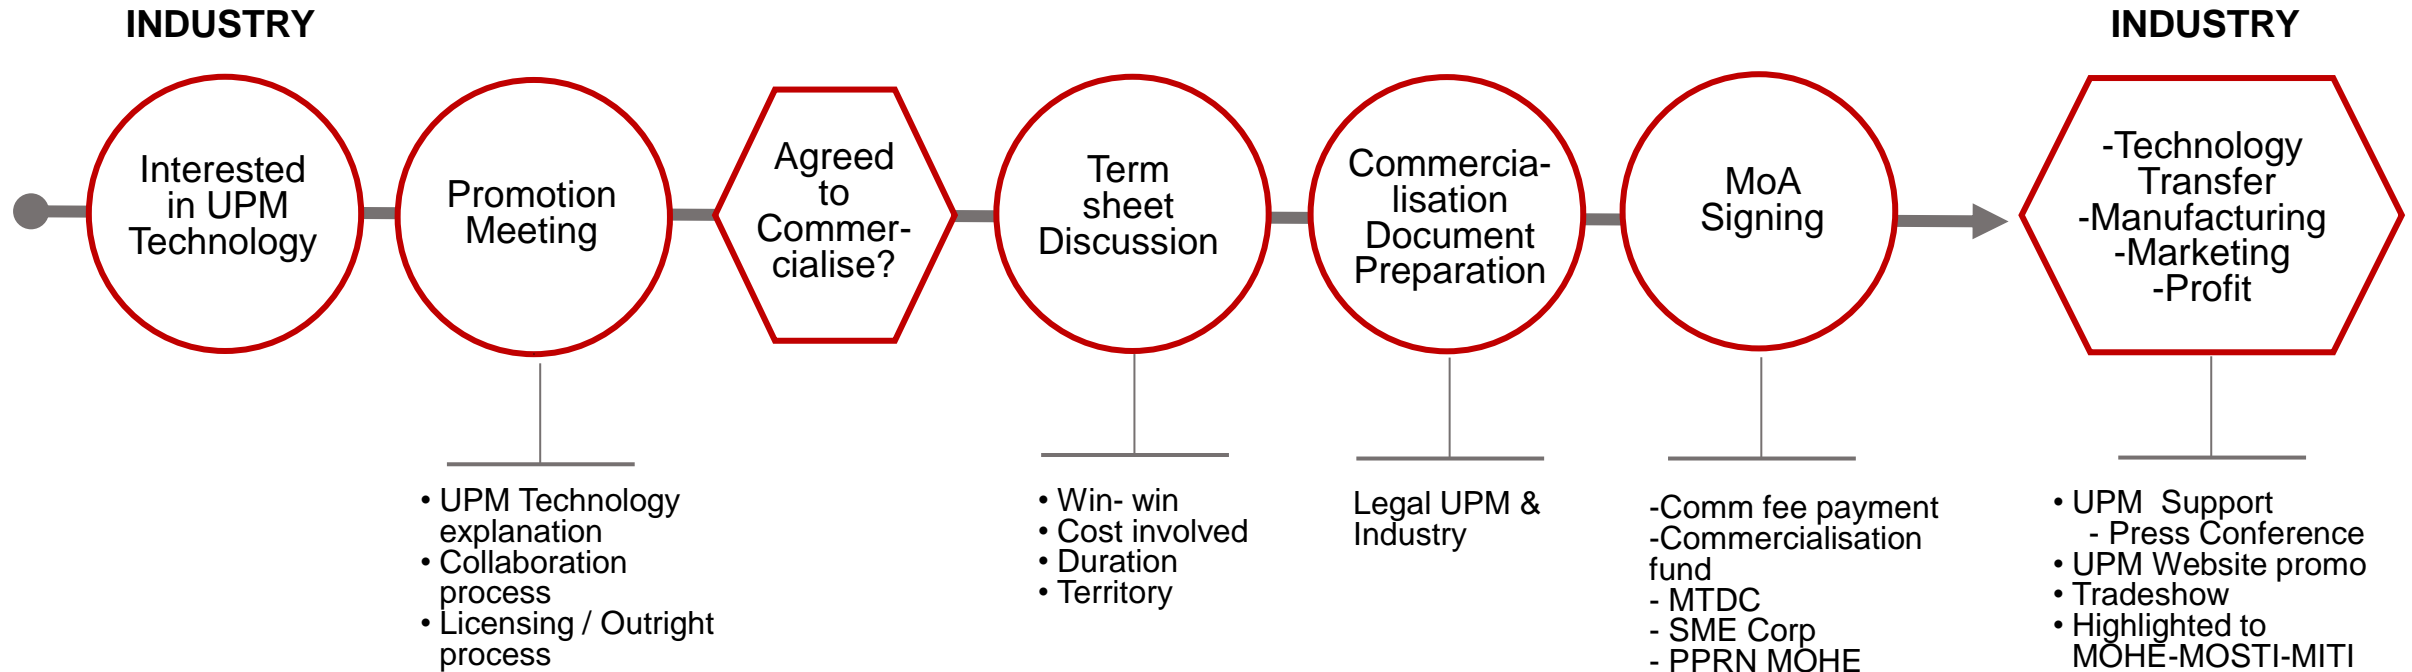 INDUSTRY
INDUSTRY
Interested
in UPM
Technology
Promotion
Meeting
Agreed
to
Commer-
cialise?
Term
sheet
Discussion
Commercia-
lisation
Document
Preparation
MoA
Signing
-Technology
Transfer
-Manufacturing
-Marketing
-Profit
• UPM Technology
explanation
• Collaboration
process
• Licensing / Outright
process
• Win- win
• Cost involved
• Duration
• Territory
Legal UPM &
Industry
-Comm fee payment
-Commercialisation
fund
- MTDC
- SME Corp
- PPRN MOHE
• UPM  Support
- Press Conference
• UPM Website promo
• Tradeshow
• Highlighted to
MOHE-MOSTI-MITI